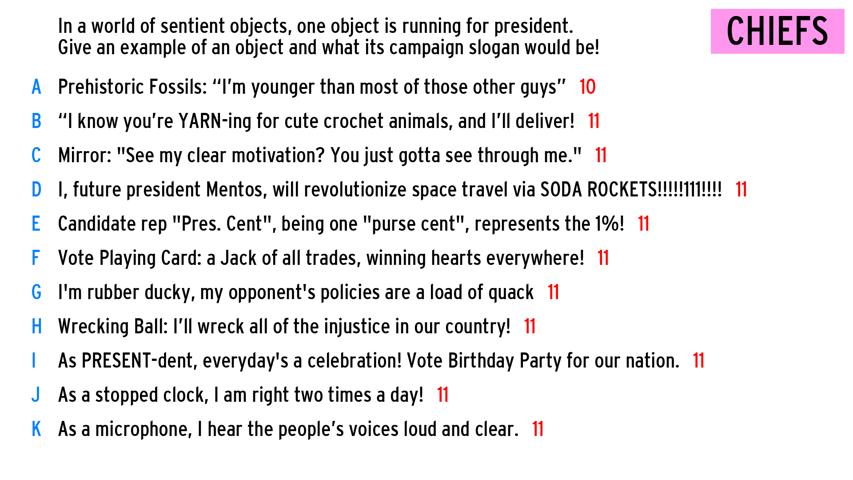 In a world of sentient objects, one object is running for president.
Give an example of an object and what its campaign slogan would be!
CHIEFS
A Prehistoric Fossils: “I’m younger than most of those other guys” 10
B “I know you’re YARN-ing for cute crochet animals, and I’ll deliver! 11
C Mirror: "See my clear motivation? You just gotta see through me." 11
D I, future president Mentos, will revolutionize space travel via SODA ROCKETS!!!!!111!!!! 11
E Candidate rep "Pres. Cent", being one "purse cent", represents the 1%! 11
F Vote Playing Card: a Jack of all trades, winning hearts everywhere! 11
G I'm rubber ducky, my opponent's policies are a load of quack 11
H Wrecking Ball: I’ll wreck all of the injustice in our country! 11
I As PRESENT-dent, everyday's a celebration! Vote Birthday Party for our nation. 11
J As a stopped clock, I am right two times a day! 11
K As a microphone, I hear the people’s voices loud and clear. 11